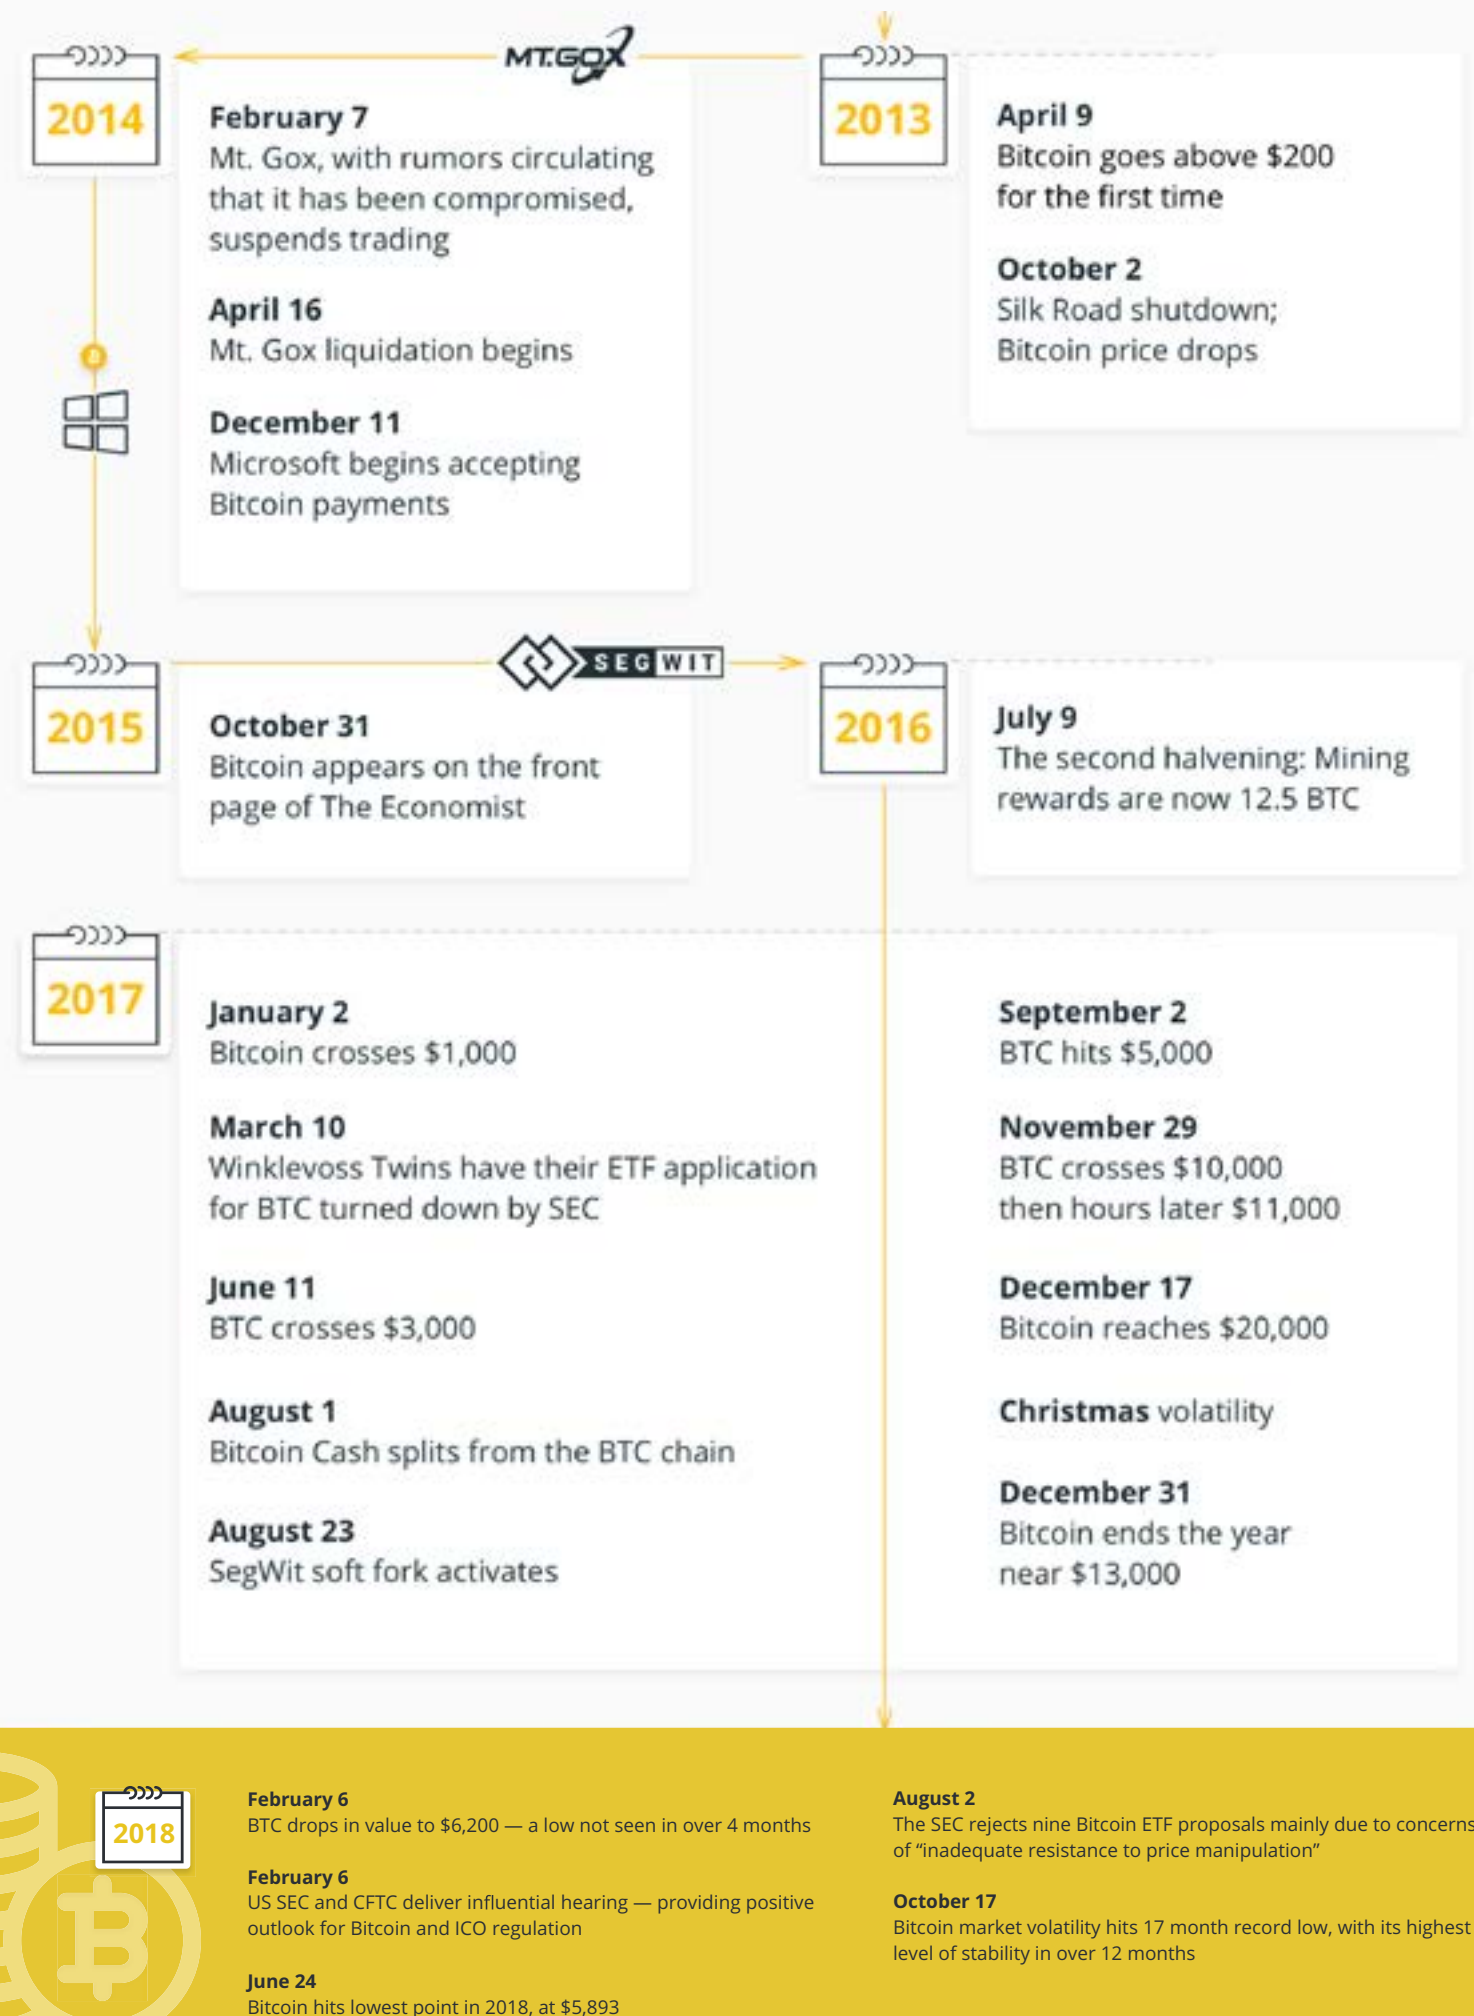 MT.GOX
2013
April 9
Bitcoin goes above $200
for the first time
October 2
Silk Road shutdown;
Bitcoin price drops
2014
February 7
Mt. Gox, with rumors circulating
that it has been compromised,
suspends trading
April 16
Mt. Gox liquidation begins
December 11
Microsoft begins accepting
Bitcoin payments
2015
October 31
Bitcoin appears on the front
page of The Economist
SEGWIT
2016
July 9
The second halvening: Mining
rewards are now 12.5 BTC
2017
January 2
Bitcoin crosses $1,000
March 10
Winklevoss Twins have their ETF application
for BTC turned down by SEC
June 11
BTC crosses $3,000
August 1
Bitcoin Cash splits from the BTC chain
August 23
SegWit soft fork activates
September 2
BTC hits $5,000
November 29
BTC crosses $10,000
then hours later $11,000
December 17
Bitcoin reaches $20,000
Christmas volatility
December 31
Bitcoin ends the year
near $13,000
2018
February 6
BTC drops in value to $6,200 — a low not seen in over 4 months
February 6
US SEC and CFTC deliver influential hearing — providing positive
outlook for Bitcoin and ICO regulation
June 24
Bitcoin hits lowest point in 2018, at $5,893
August 2
The SEC rejects nine Bitcoin ETF proposals mainly due to concerns
of “inadequate resistance to price manipulation”
October 17
Bitcoin market volatility hits 17 month record low, with its highest
level of stability in over 12 months